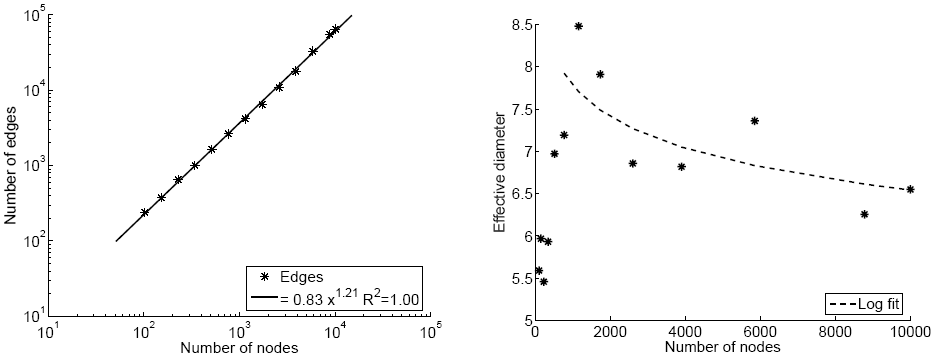 10^5
10^4
10^3
10^2
10^1
Number of edges
Edges
= 0.83 x^1.21 R^2=1.00
10^1 10^2 10^3 10^4 10^5
Number of nodes
8.5
8
7.5
7
6.5
6
5.5
5
Effective diameter
Log fit
0 2000 4000 6000 8000 10000
Number of nodes